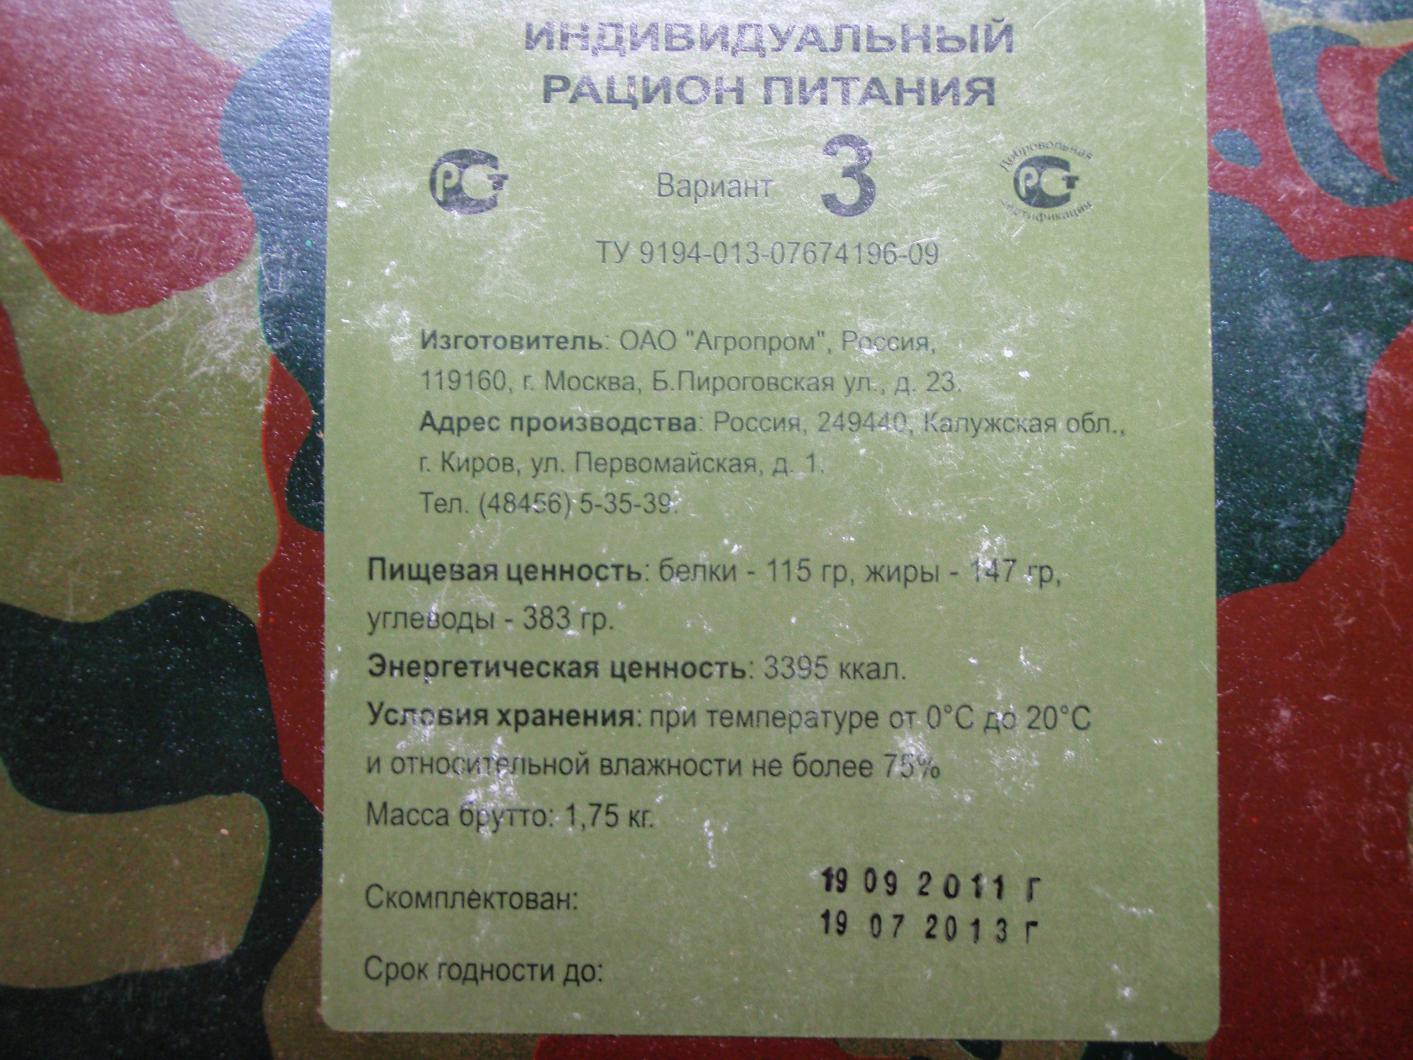 ИНДИВИДУАЛЬНЫЙ
РАЦИОН ПИТАНИЯ
РСТ
Вариант 3
Добровольная
РСТ
сертификация
ТУ 9194-013-07674196-09
Изготовитель: ОАО "Агропром", Россия,
119160, г. Москва, Б.Пироговская ул., д. 23.
Адрес производства: Россия, 249440, Калужская обл.,
г. Киров, ул. Первомайская, д. 1.
Тел. (48456) 5-35-39.
Пищевая ценность: белки - 115 гр, жиры - 147 гр,
углеводы - 383 гр.
Энергетическая ценность: 3395 ккал.
Условия хранения: при температуре от 0°С до 20°С
и относительной влажности не более 75%
Масса брутто: 1,75 кг.
Скомплектован: 19 09 2011 Г
19 07 2013 Г
Срок годности до: